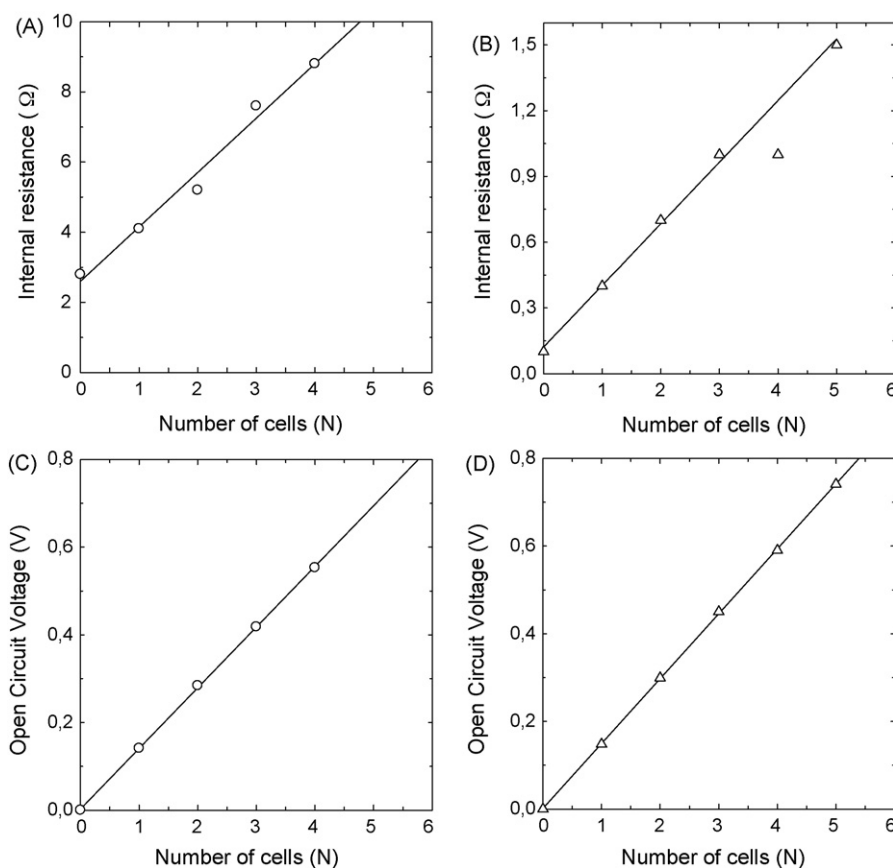 (A)
Internal resistance ( Ω)
10
8
6
4
2
0
0 1 2 3 4 5 6
Number of cells (N)
(B)
Internal resistance (Ω)
1,5
1,2
0,9
0,6
0,3
0,0
0 1 2 3 4 5 6
Number of cells (N)
(C)
Open Circuit Voltage (V)
0,8
0,6
0,4
0,2
0,0
0 1 2 3 4 5 6
Number of cells (N)
(D)
Open Circuit Voltage (V)
0,8
0,6
0,4
0,2
0,0
0 1 2 3 4 5 6
Number of cells (N)